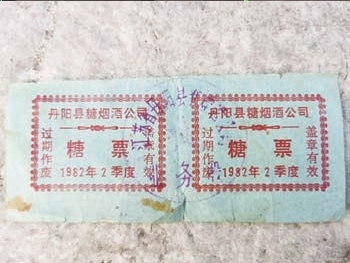 丹阳县糖烟酒公司
过期作废
糖票
盖章有效
1982年2季度
丹阳县糖烟酒公司
过期作废
糖票
盖章有效
1982年2季度